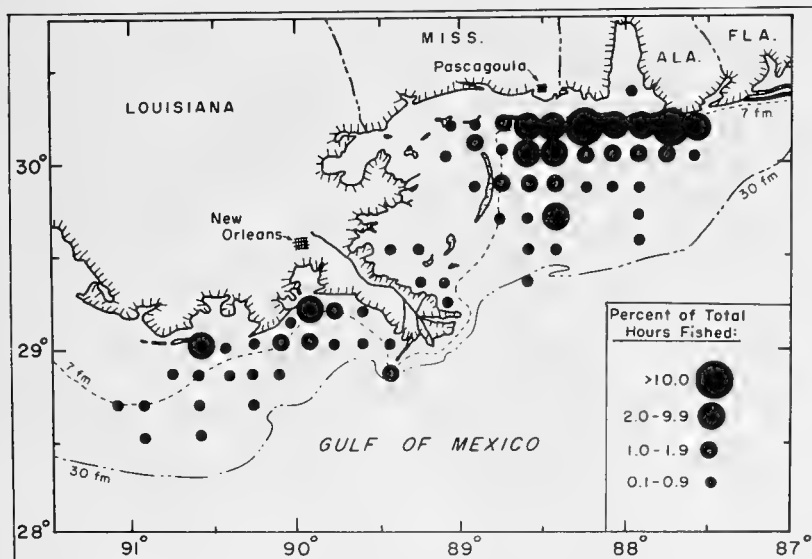 MISS.
FLA.
ALA.
Pascagoula
LOUISIANA
7 fm
30°
30 fm
New
Orleans
Percent of Total
Hours Fished:
>10.0
2.0-9.9
1.0-1.9
0.1-0.9
29°
7 fm
GULF OF MEXICO
30 fm
28°
91°
90°
89°
88°
87°